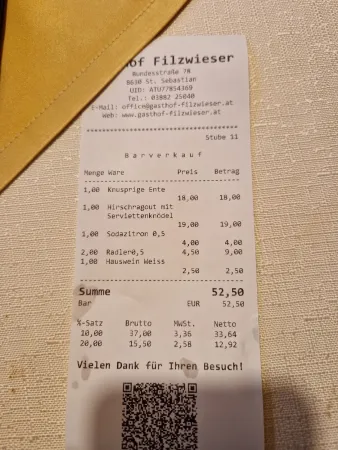 hof Filzwieser
Bundesstraße 7M
8630 St. Sebastian
UID: ATU77854369
Tel.: 03882 25040
E-Mail: office@gasthof-filzwieser.at
Web: www.gasthof-filzwieser.at
**************************************
Stube 11
Barverkauf
Menge Ware Preis Betrag
1,00 Knusprige Ente
18,00 18,00
1,00 Hirschragout mit
Serviettenknödel
19,00 19,00
1,00 Sodazitron 0,5
4,00 4,00
2,00 Radler0,5 4,50 9,00
1,00 Hauswein Weiss
2,50 2,50
Summe 52,50
Bar EUR 52,50
%-Satz Brutto MwSt. Netto
10,00 37,00 3,36 33,64
20,00 15,50 2,58 12,92
Vielen Dank für Ihren Besuch!